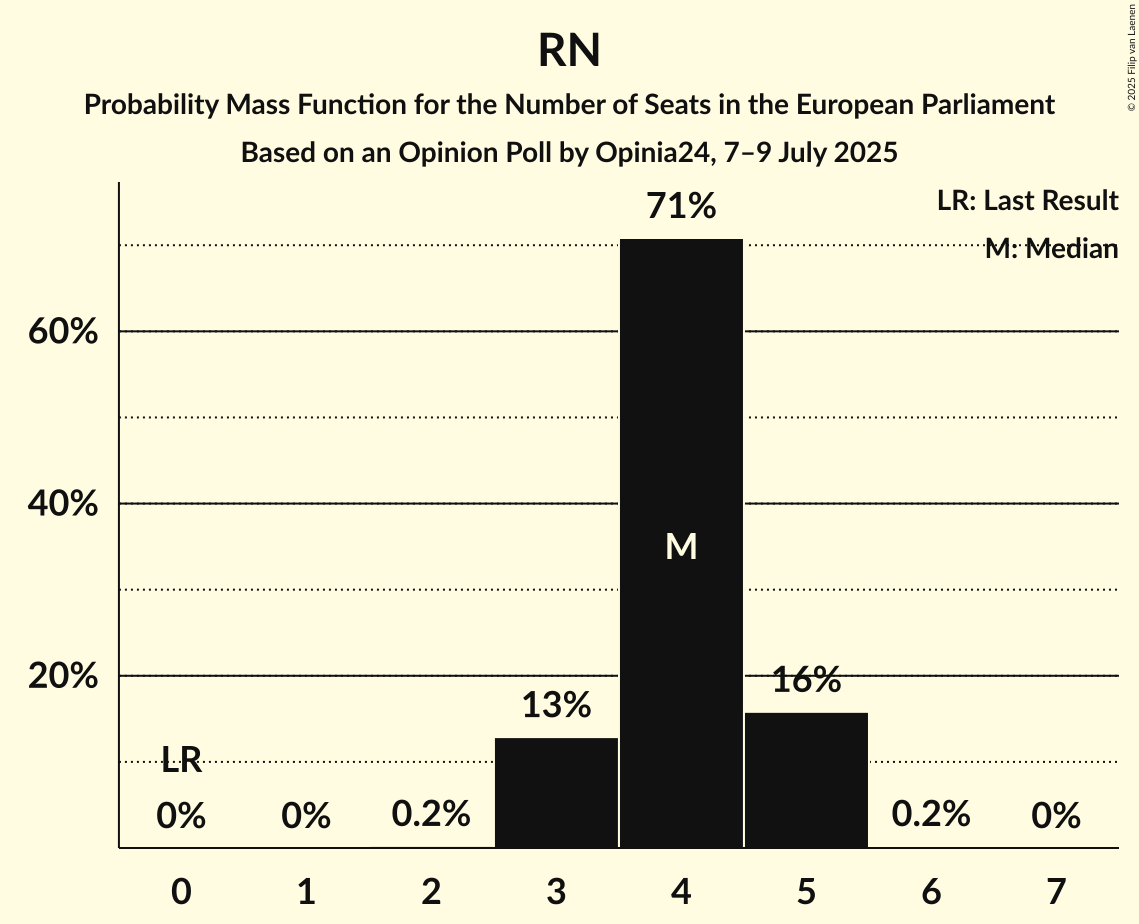 RN
Probability Mass Function for the Number of Seats in the European Parliament
Based on an Opinion Poll by Opinia24, 7–9 July 2025
© 2025 Filip van Laenen
LR: Last Result
M: Median
71%
60%
40%
M
20%
16%
13%
LR
0%
0%
0.2%
0.2%
0%
0 1 2 3 4 5 6 7